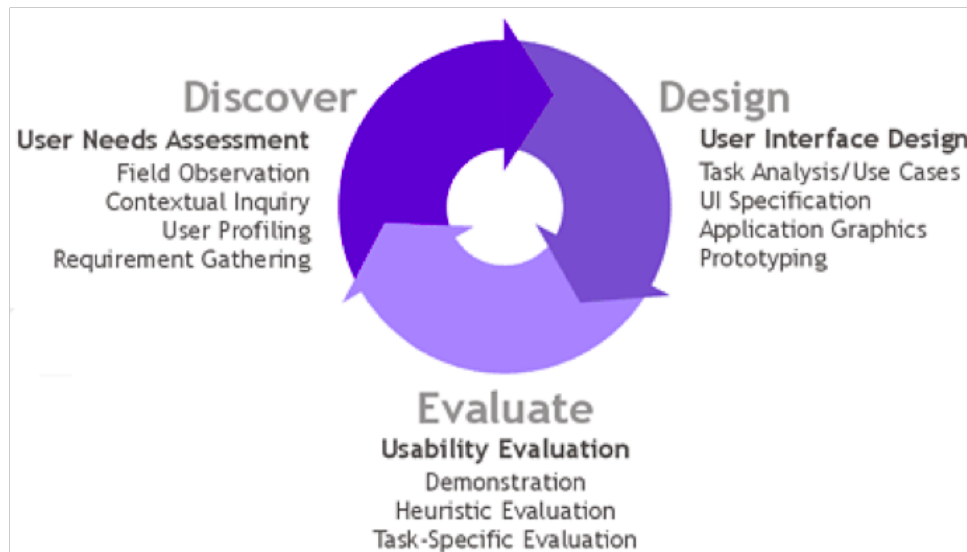 Discover
User Needs Assessment
Field Observation
Contextual Inquiry
User Profiling
Requirement Gathering
Design
User Interface Design
Task Analysis/Use Cases
UI Specification
Application Graphics
Prototyping
Evaluate
Usability Evaluation
Demonstration
Heuristic Evaluation
Task-Specific Evaluation